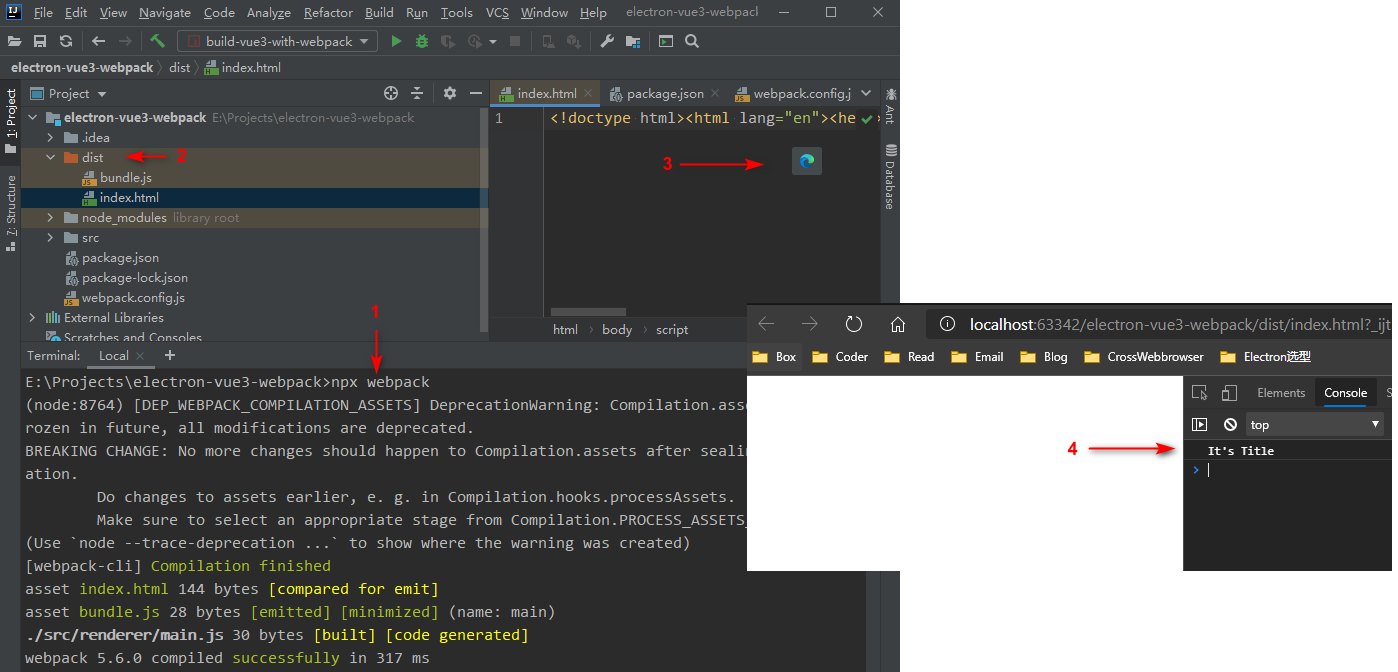 IJ File Edit View Navigate Code Analyze Refactor Build Run Tools VCS Window Help electron-vue3-webpack
build-vue3-with-webpack
electron-vue3-webpack dist index.html
1: Project
7: Structure
Project
electron-vue3-webpack E:\Projects\electron-vue3-webpack
.idea
dist 2
bundle.js
index.html
node_modules library root
src
package.json
package-lock.json
webpack.config.js
External Libraries
Scratches and Consoles
1
index.html package.json webpack.config.j
1 <!doctype html><html lang="en"><he
3
html body script
Ant
Database
Terminal: Local +
E:\Projects\electron-vue3-webpack>npx webpack
(node:8764) [DEP_WEBPACK_COMPILATION_ASSETS] DeprecationWarning: Compilation.asse
rozen in future, all modifications are deprecated.
BREAKING CHANGE: No more changes should happen to Compilation.assets after sealin
ation.
Do changes to assets earlier, e. g. in Compilation.hooks.processAssets.
Make sure to select an appropriate stage from Compilation.PROCESS_ASSETS_
(Use `node --trace-deprecation ...` to show where the warning was created)
[webpack-cli] Compilation finished
asset index.html 144 bytes [compared for emit]
asset bundle.js 28 bytes [emitted] [minimized] (name: main)
./src/renderer/main.js 30 bytes [built] [code generated]
webpack 5.6.0 compiled successfully in 317 ms
localhost:63342/electron-vue3-webpack/dist/index.html?_ijt
Box Coder Read Email Blog CrossWebbrowser Electron选型
Elements Console S
top
4
It's Title
>